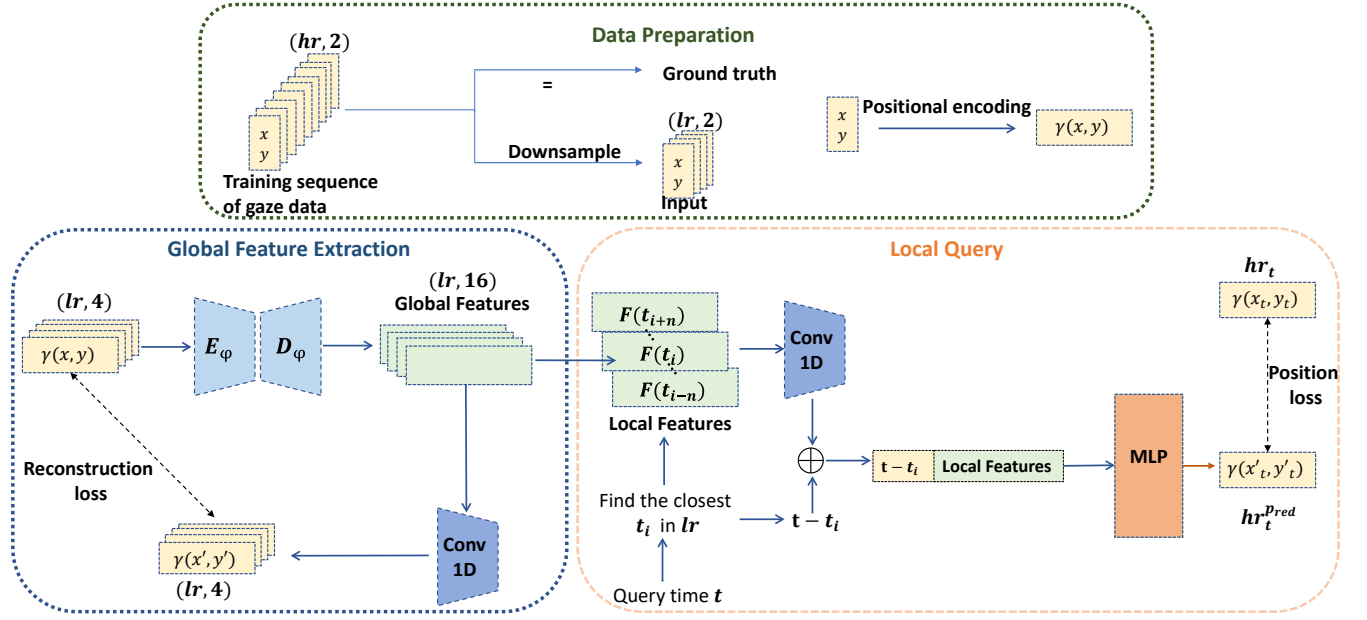 Data Preparation
(hr, 2)
x
y
Training sequence
of gaze data
=
Ground truth
Downsample
(lr, 2)
x
y
Input
x
y
Positional encoding
γ(x, y)
Global Feature Extraction
(lr, 4)
γ(x, y)
E_φ
D_φ
(lr, 16)
Global Features
Reconstruction
loss
γ(x', y')
(lr, 4)
Conv
1D
Local Query
F(t_{i+n})
F(t_i)
F(t_{i−n})
Local Features
Find the closest
t_i in lr
Query time t
Conv
1D
t − t_i
t − t_i
Local Features
MLP
hr_t
γ(x_t, y_t)
Position
loss
γ(x'_t, y'_t)
hr_t^{p_{red}}